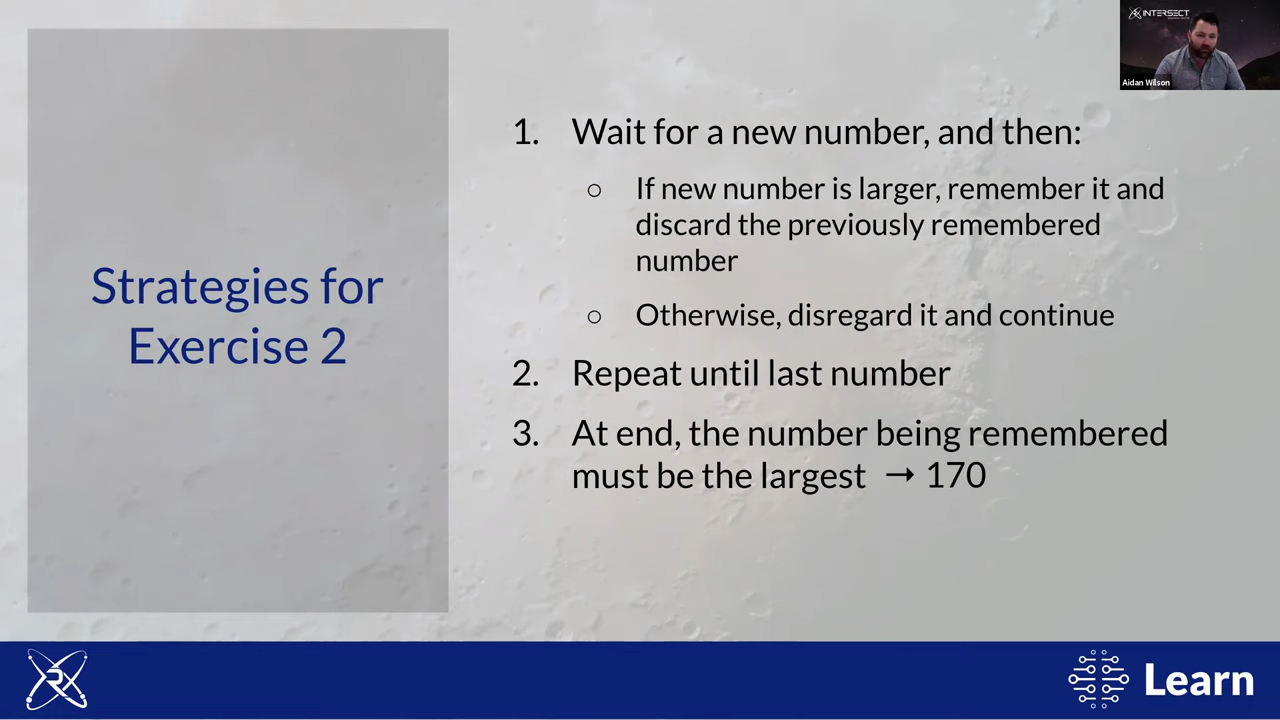 INTERSECT
Aidan Wilson
Strategies for
Exercise 2
1. Wait for a new number, and then:
○ If new number is larger, remember it and
discard the previously remembered
number
○ Otherwise, disregard it and continue
2. Repeat until last number
3. At end, the number being remembered
must be the largest → 170
Learn